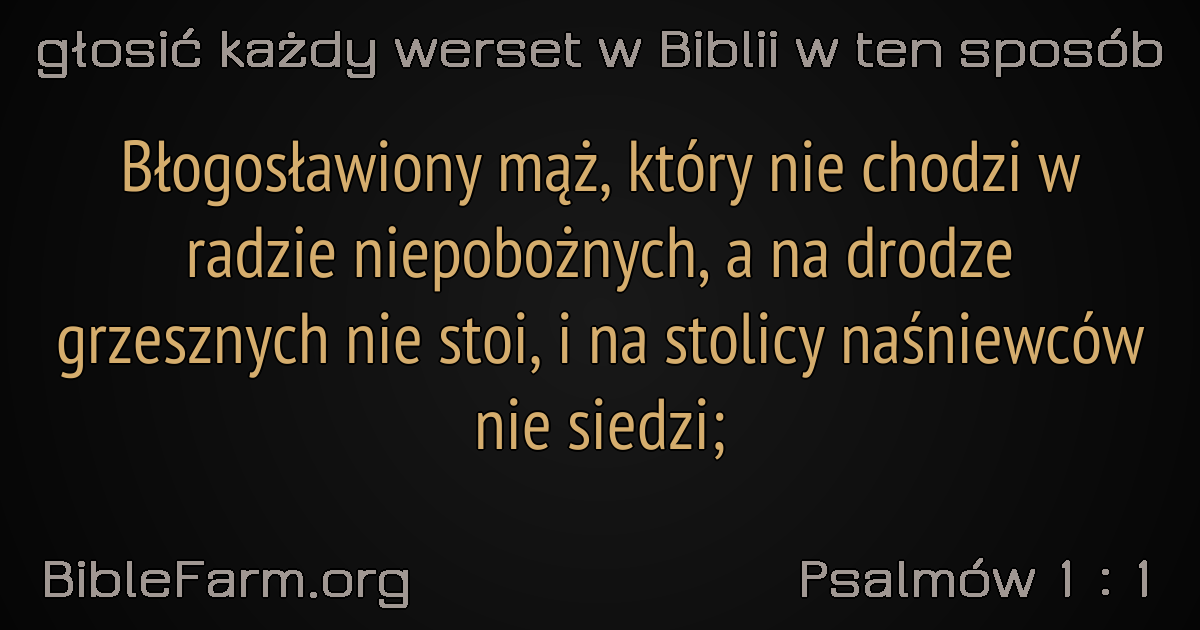 głosić każdy werset w Biblii w ten sposób
Błogosławiony mąż, który nie chodzi w
radzie niepobożnych, a na drodze
grzesznych nie stoi, i na stolicy naśniewców
nie siedzi;
BibleFarm.org
Psalmów 1 : 1